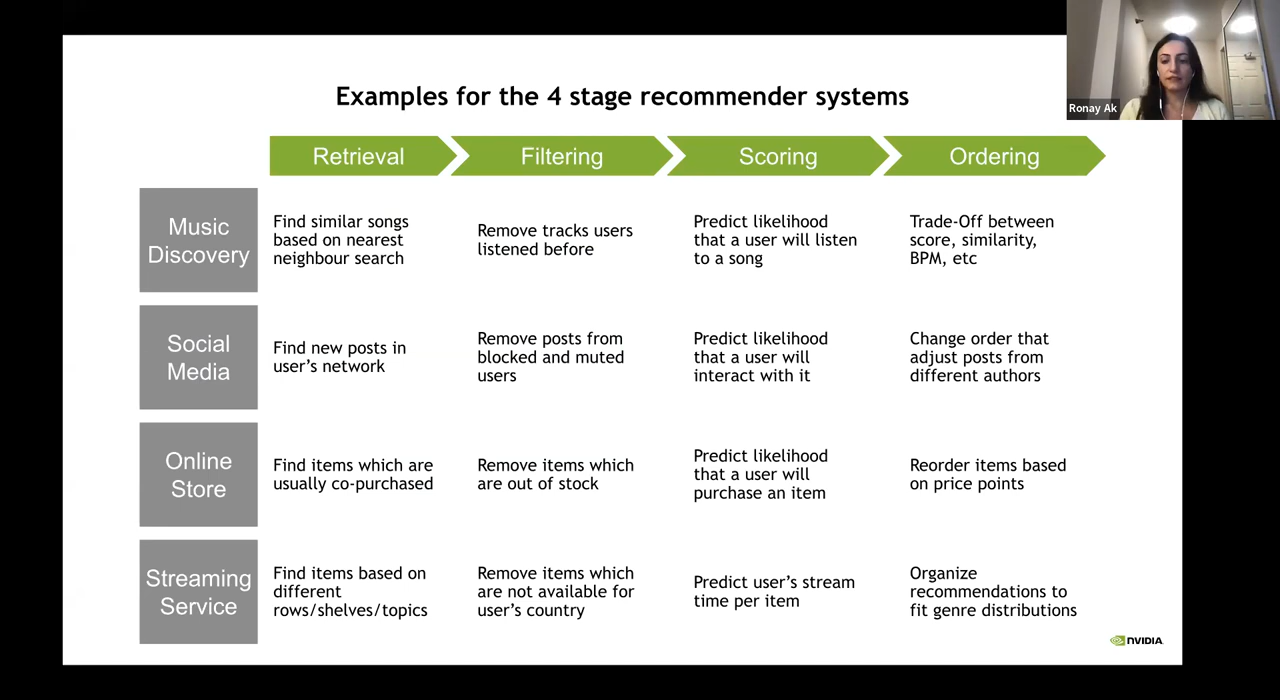 Examples for the 4 stage recommender systems
Ronay Ak
Retrieval
Filtering
Scoring
Ordering
Music
Discovery
Find similar songs
based on nearest
neighbour search
Remove tracks users
listened before
Predict likelihood
that a user will listen
to a song
Trade-Off between
score, similarity,
BPM, etc
Social
Media
Find new posts in
user's network
Remove posts from
blocked and muted
users
Predict likelihood
that a user will
interact with it
Change order that
adjust posts from
different authors
Online
Store
Find items which are
usually co-purchased
Remove items which
are out of stock
Predict likelihood
that a user will
purchase an item
Reorder items based
on price points
Streaming
Service
Find items based on
different
rows/shelves/topics
Remove items which
are not available for
user's country
Predict user's stream
time per item
Organize
recommendations to
fit genre distributions
NVIDIA